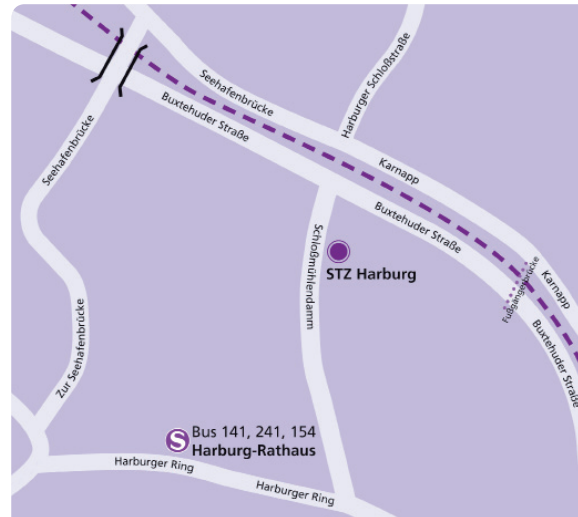 Seehafenbrücke
Harburger Schloßstraße
Buxtehuder Straße
Seehafenbrücke
Karnapp
Schloßmühlendamm
Buxtehuder Straße
STZ Harburg
Fußgängerbrücke
Karnapp
Buxtehuder Straße
Zur Seehafenbrücke
S
Bus 141, 241, 154
Harburg-Rathaus
Harburger Ring
Harburger Ring